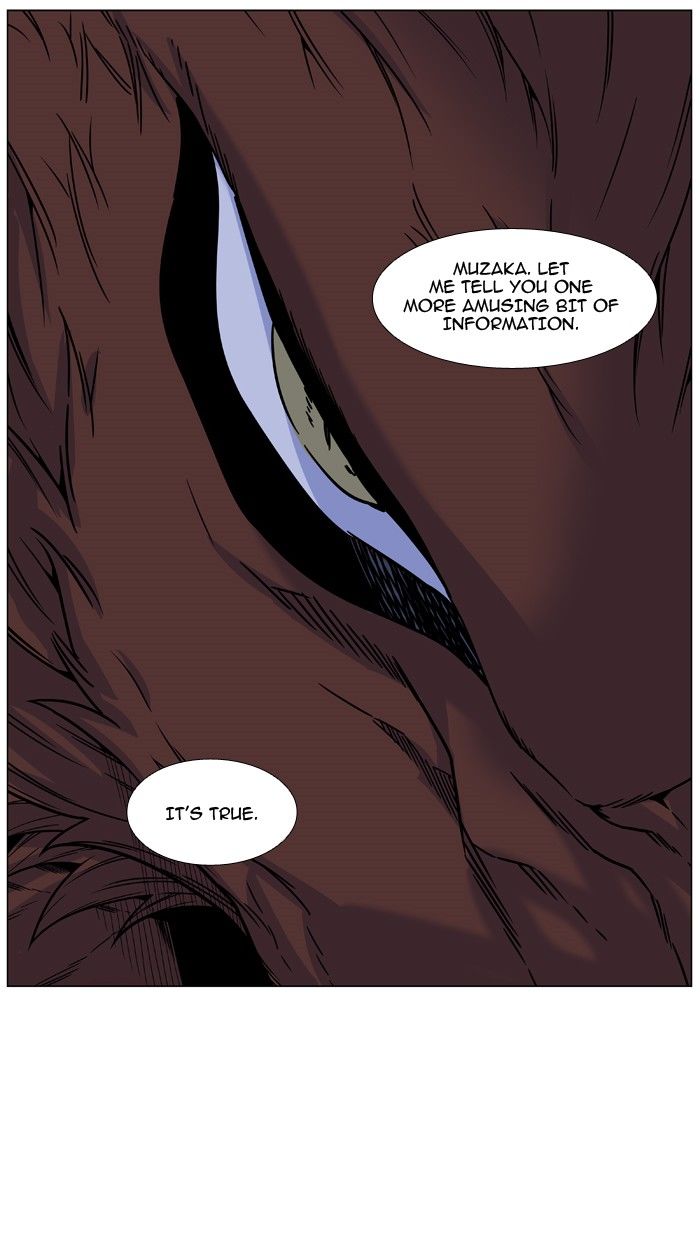 MUZAKA. LET
ME TELL YOU ONE
MORE AMUSING BIT OF
INFORMATION.
IT'S TRUE.